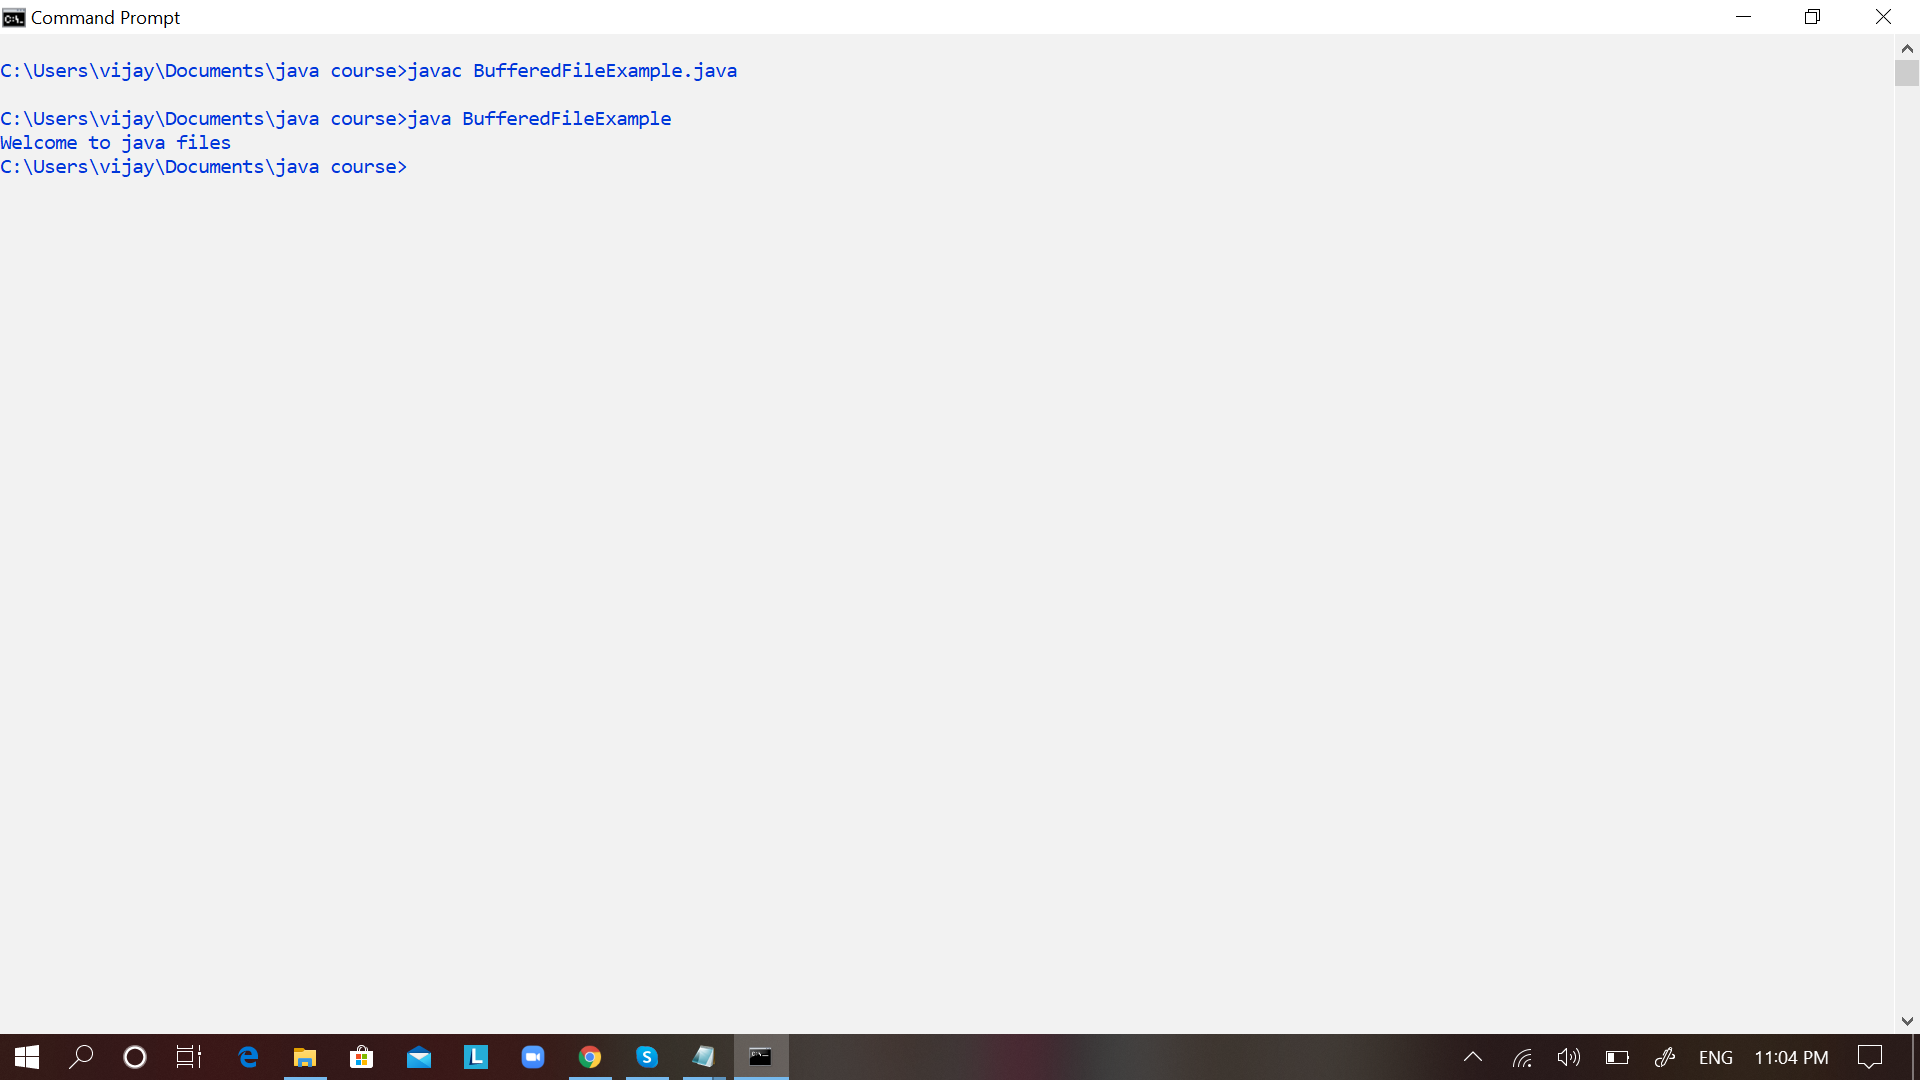 Command Prompt
C:\Users\vijay\Documents\java course>javac BufferedFileExample.java
C:\Users\vijay\Documents\java course>java BufferedFileExample
Welcome to java files
C:\Users\vijay\Documents\java course>
ENG 11:04 PM